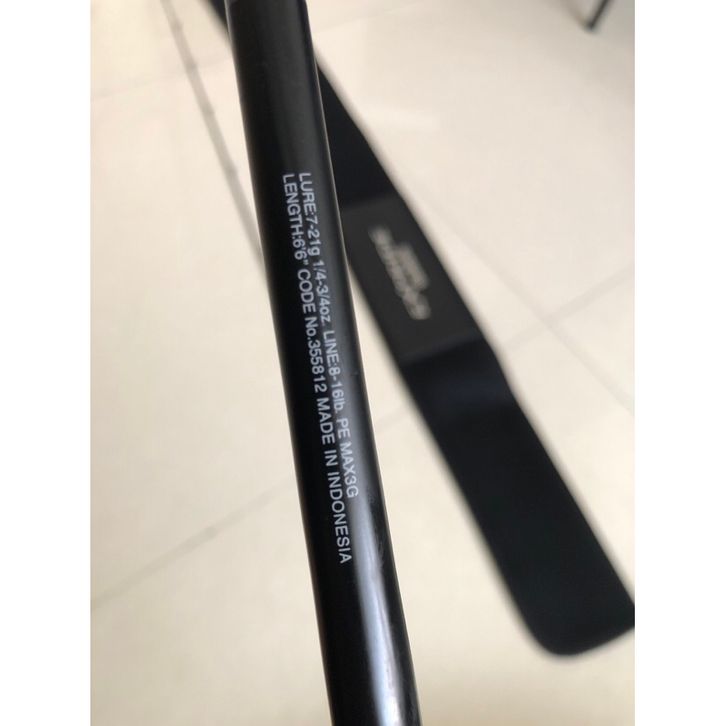 LURE:7-21g 1/4-3/4oz. LINE:8-16lb. PE MAX3G
LENGTH:6'6" CODE No.355812 MADE IN INDONESIA